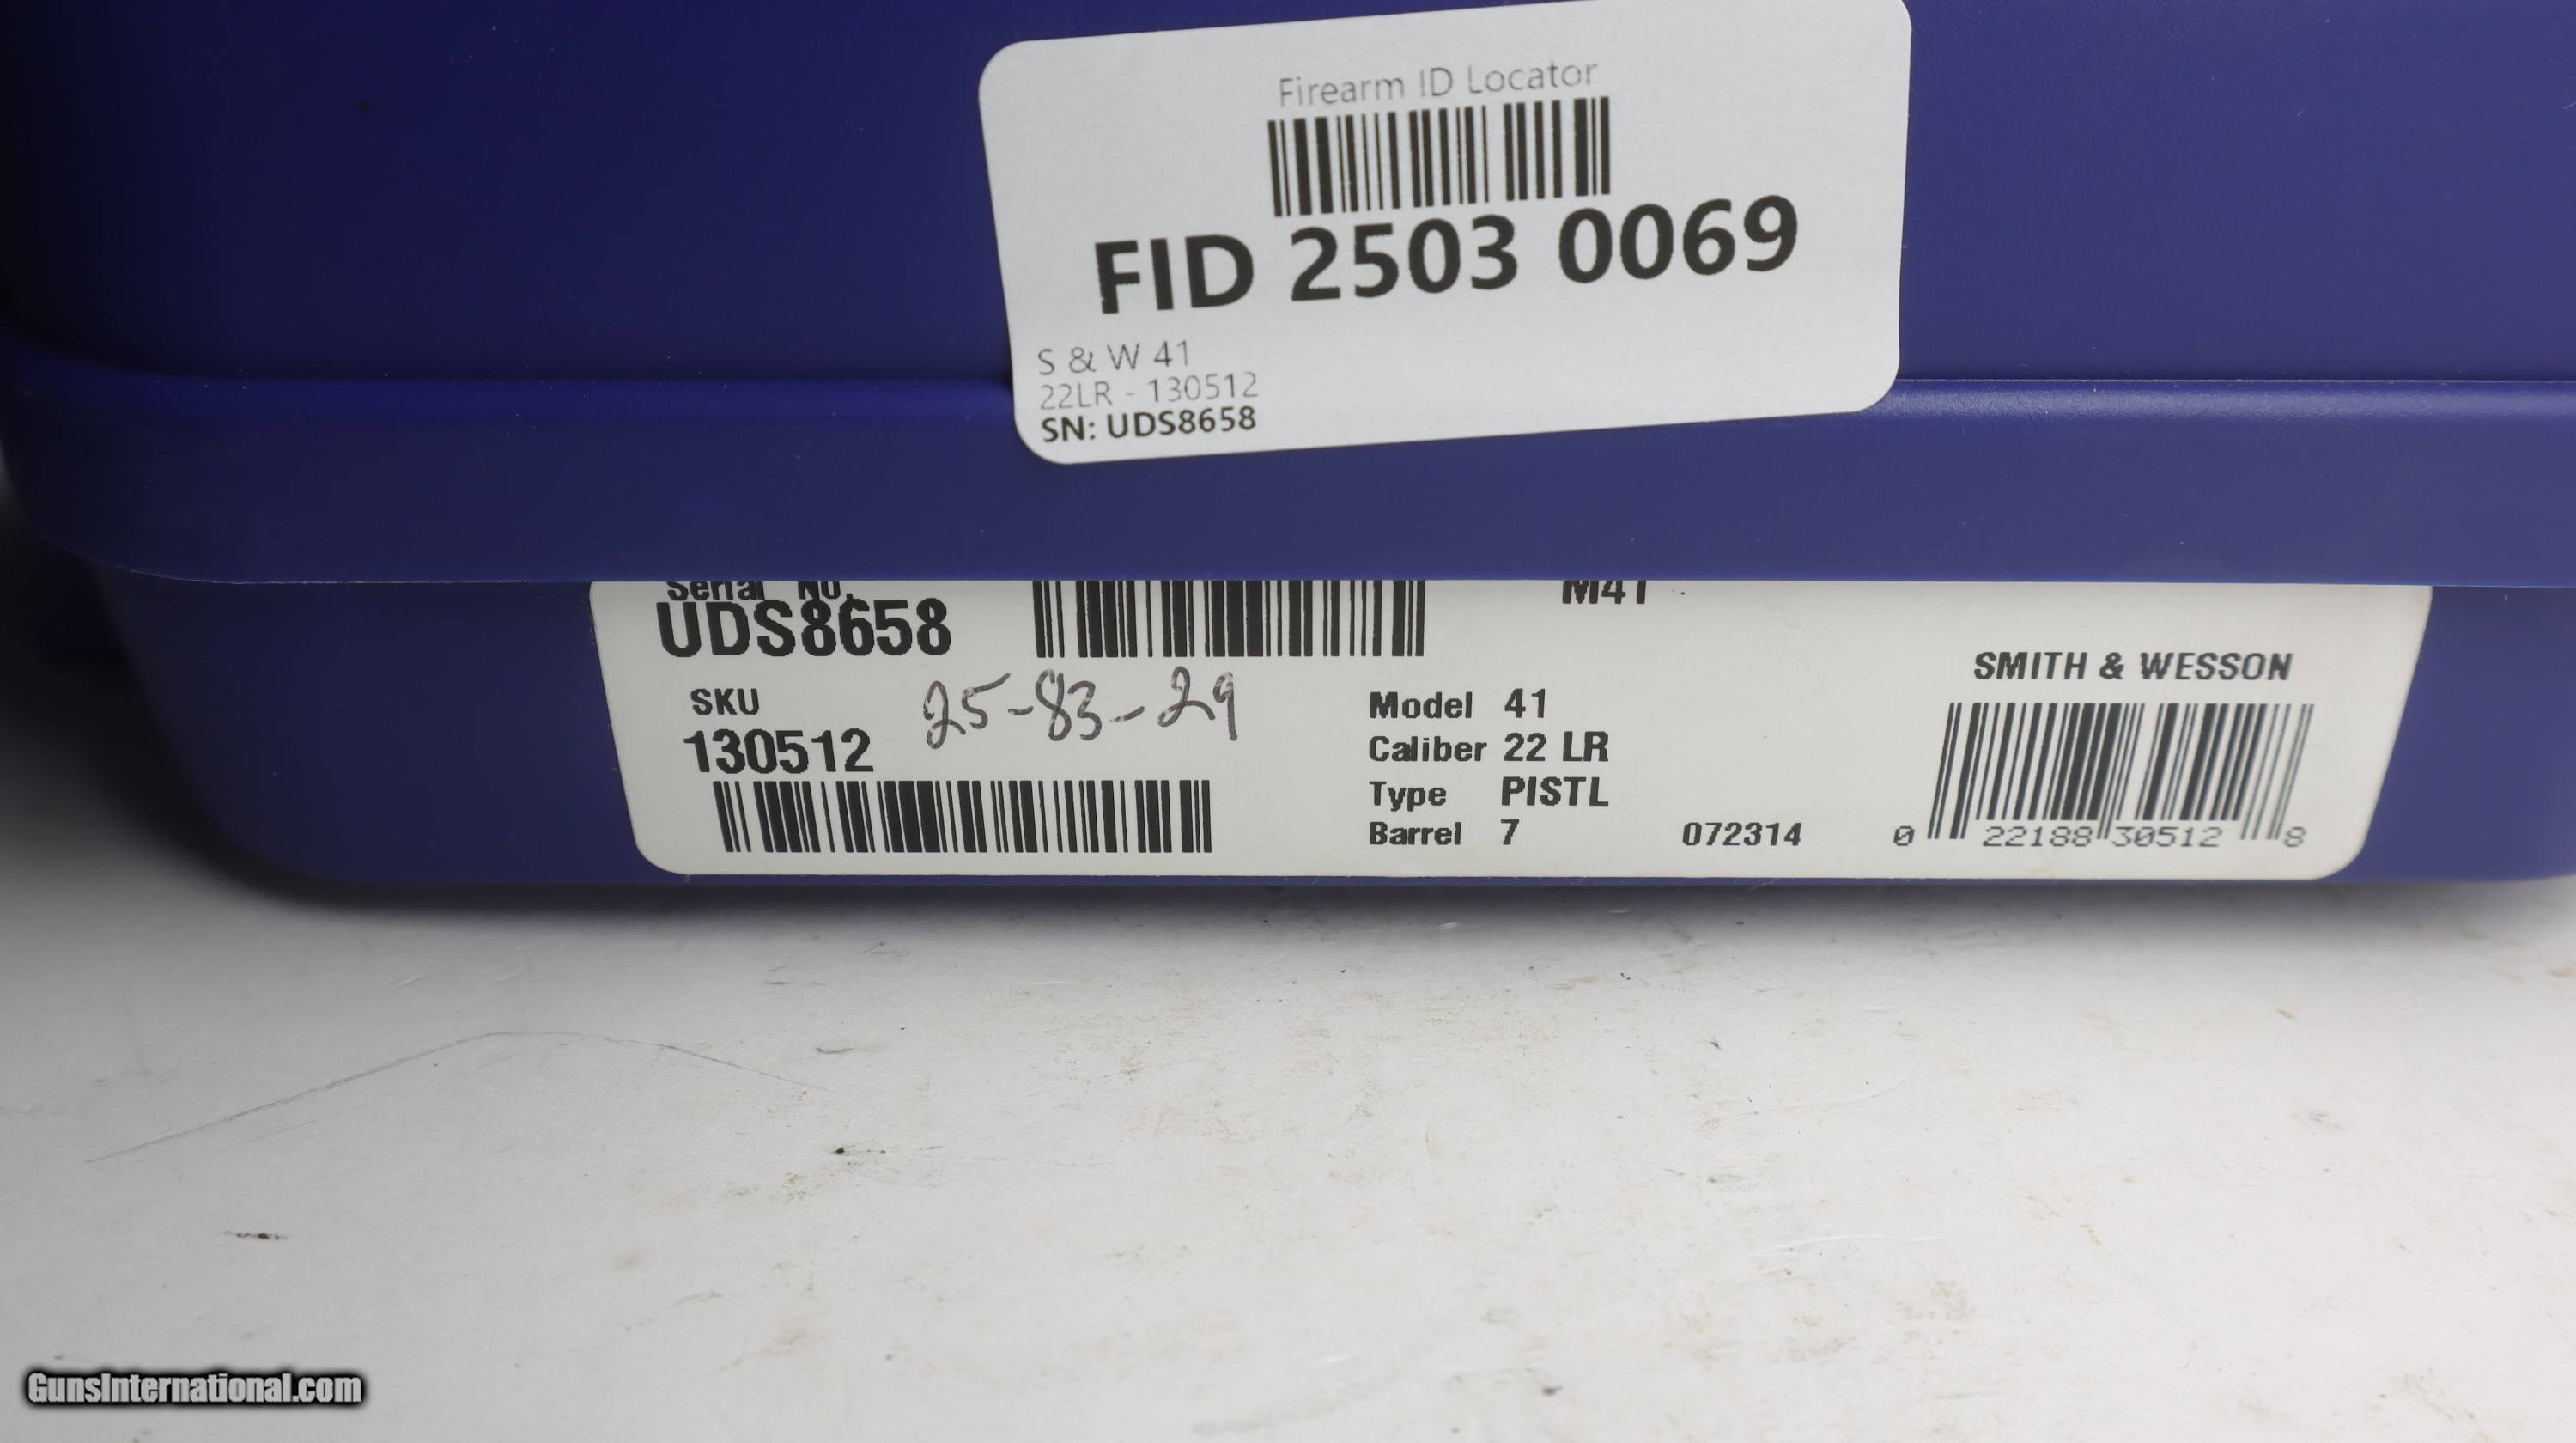 Firearm ID Locator
FID 2503 0069
S & W 41
22LR - 130512
SN: UDS8658
Serial No.
UDS8658
M41
SKU
130512
25-83-29
Model 41
Caliber 22 LR
Type PISTL
Barrel 7
072314
SMITH & WESSON
0 22188 30512 8
GunsInternational.com